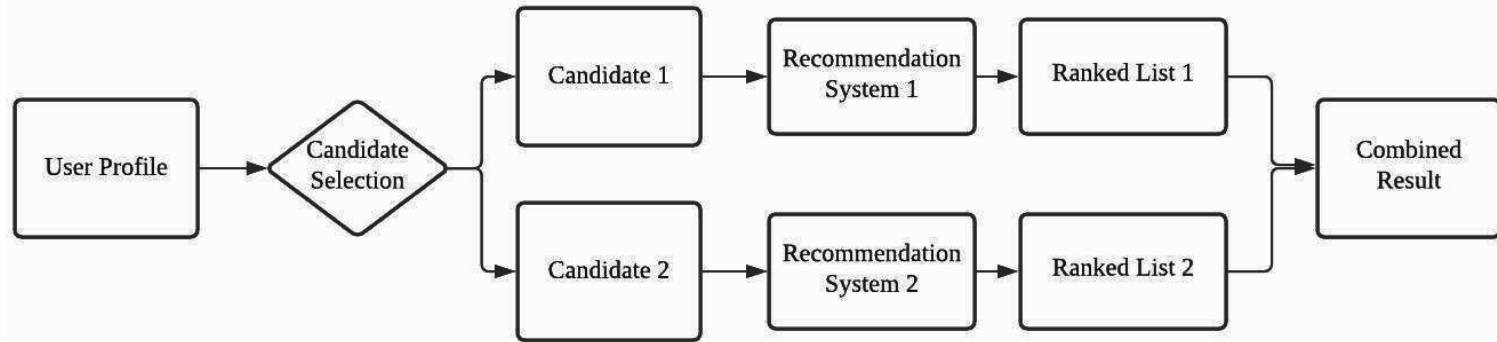 User Profile
Candidate
Selection
Candidate 1
Recommendation
System 1
Ranked List 1
Candidate 2
Recommendation
System 2
Ranked List 2
Combined
Result